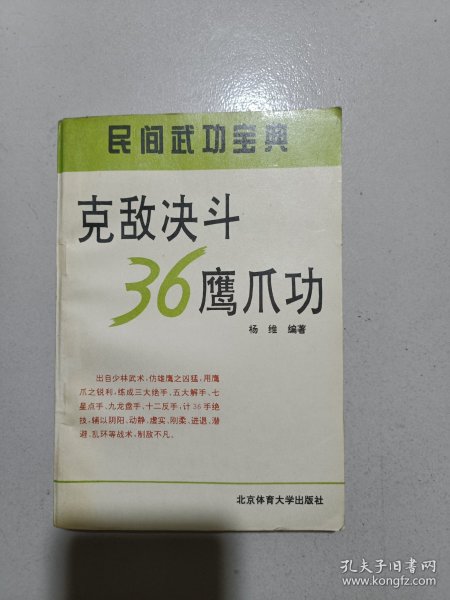 民间武功宝典
克敌决斗
36鹰爪功
杨维 编著
出自少林武术,仿雄鹰之凶猛,用鹰
爪之锐利,练成三大绝手,五大解手、七
星点手、九龙盘手、十二反手,计36手绝
技,辅以阴阳、动静、虚实、刚柔、进退、潜
避、乱环等战术,制敌不凡。
北京体育大学出版社
孔夫子旧书网
www.kongfz.com